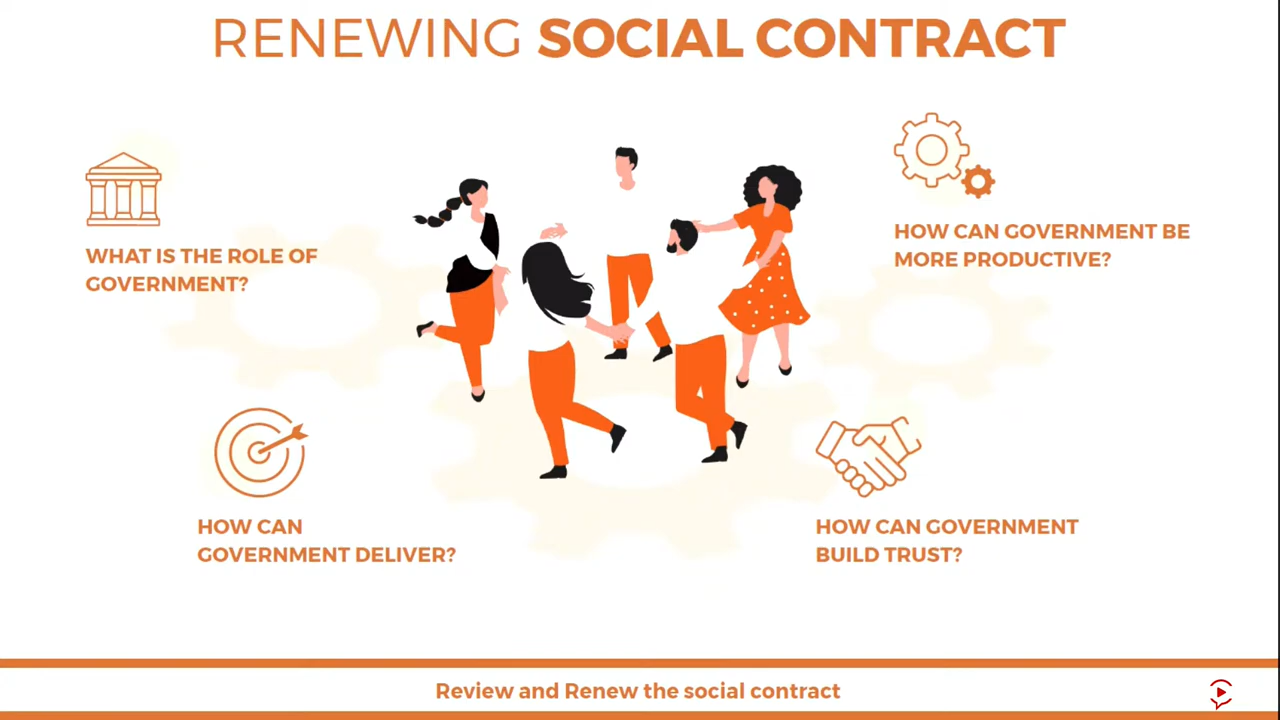 RENEWING SOCIAL CONTRACT
WHAT IS THE ROLE OF
GOVERNMENT?
HOW CAN GOVERNMENT BE
MORE PRODUCTIVE?
HOW CAN
GOVERNMENT DELIVER?
HOW CAN GOVERNMENT
BUILD TRUST?
Review and Renew the social contract